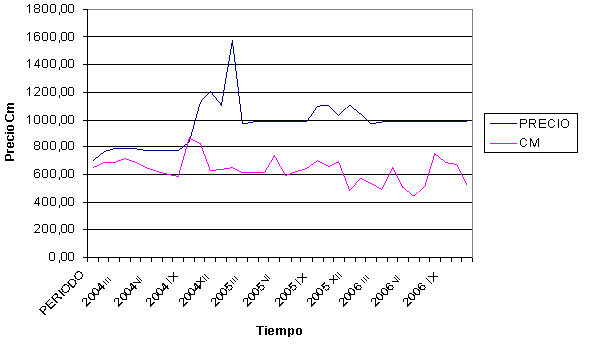 1800,00
1600,00
1400,00
1200,00
1000,00
800,00
600,00
400,00
200,00
0,00
Precio Cm
PERIODO
2004 III
2004 VI
2004 IX
2004XII
2005 III
2005 VI
2005 IX
2005 XII
2006 III
2006 VI
2006 IX
Tiempo
PRECIO
CM